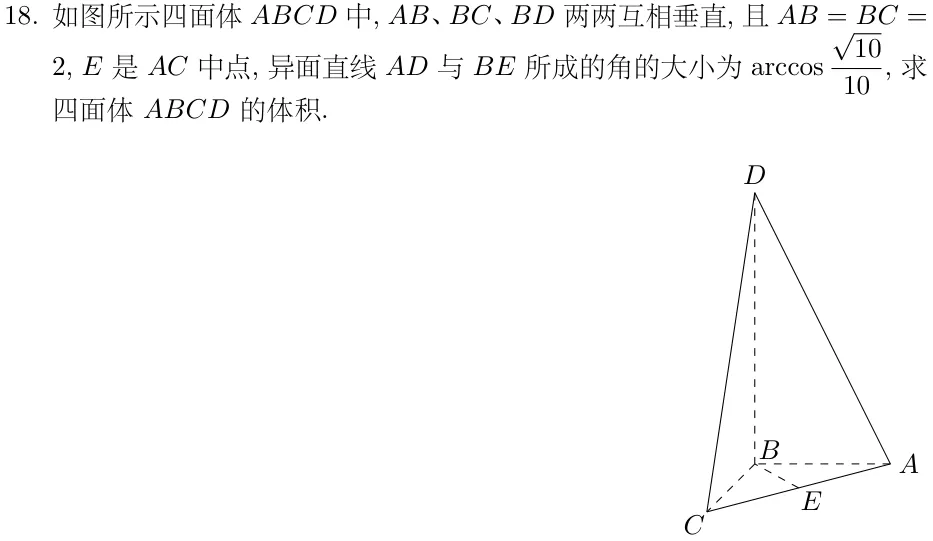 18. 如图所示四面体 ABCD 中, AB、BC、BD 两两互相垂直, 且 AB = BC =
2, E 是 AC 中点, 异面直线 AD 与 BE 所成的角的大小为 arccos √10/10, 求
四面体 ABCD 的体积.
D
B
A
E
C